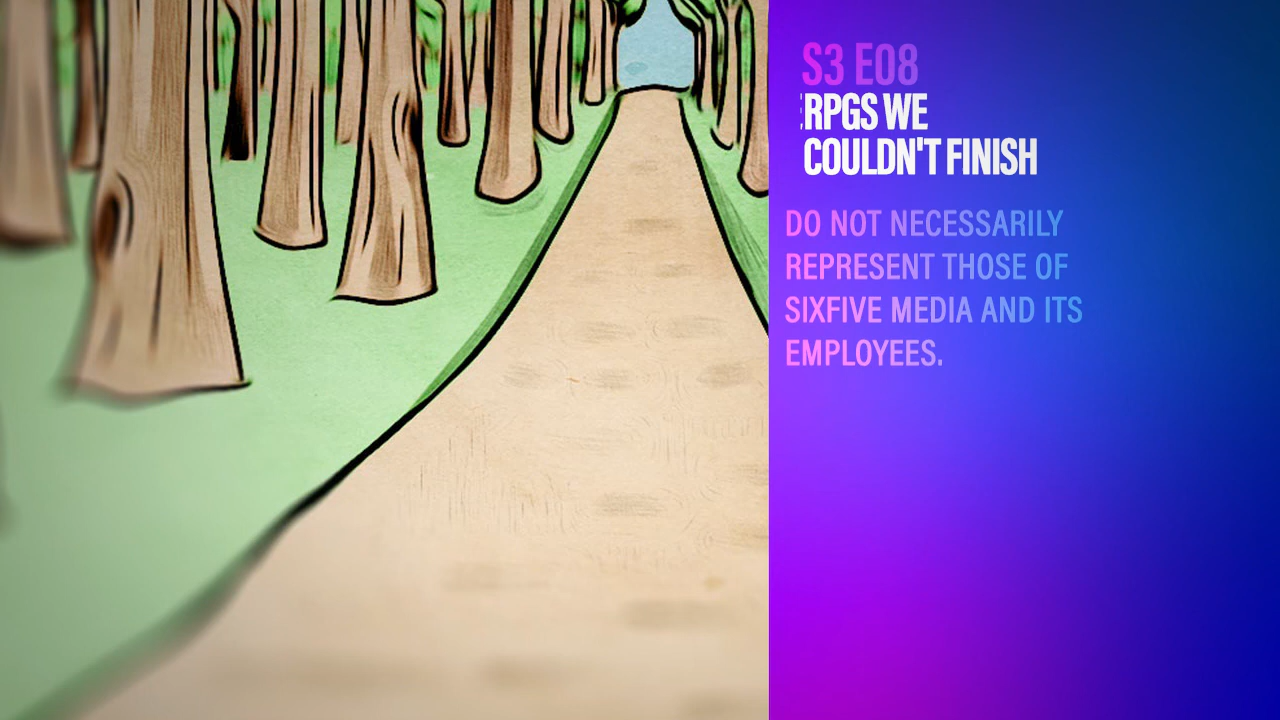 S3 E08
RPGS WE
COULDN'T FINISH
DO NOT NECESSARILY
REPRESENT THOSE OF
SIXFIVE MEDIA AND ITS
EMPLOYEES.